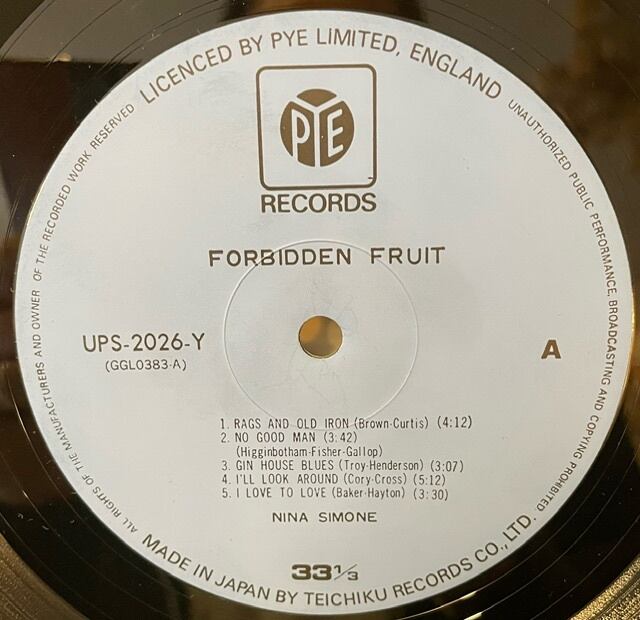 LICENCED BY PYE LIMITED, ENGLAND
UNAUTHORIZED PUBLIC PERFORMANCE, BROADCASTING AND COPYING PROHIBITED.
ALL RIGHTS OF THE MANUFACTURERS AND OWNER OF THE RECORDED WORK RESERVED
PYE
RECORDS
FORBIDDEN FRUIT
UPS-2026-Y
(GGL0383-A)
A
1. RAGS AND OLD IRON (Brown-Curtis) (4:12)
2. NO GOOD MAN (3:42)
(Higginbotham-Fisher-Gallop)
3. GIN HOUSE BLUES (Troy-Henderson) (3:07)
4. I'LL LOOK AROUND (Cory-Cross) (5:12)
5. I LOVE TO LOVE (Baker-Hayton) (3:30)
NINA SIMONE
33 1/3
MADE IN JAPAN BY TEICHIKU RECORDS CO., LTD.